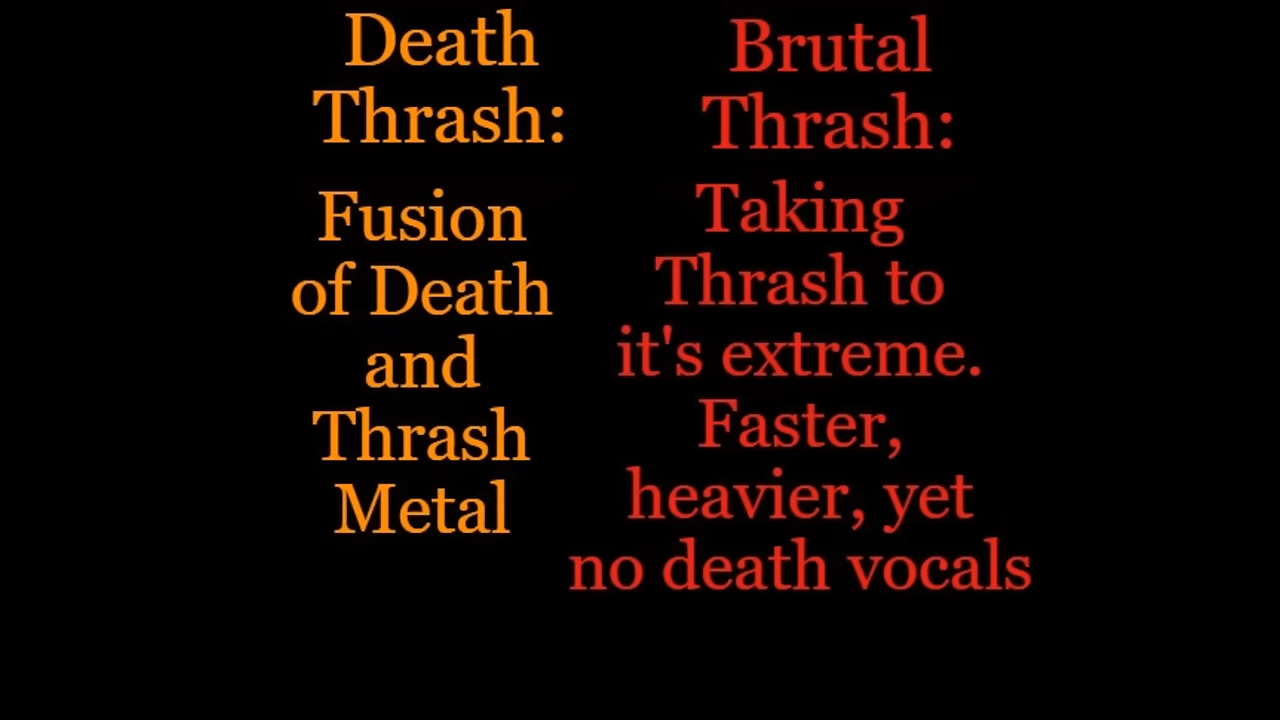 Death
Thrash:
Fusion
of Death
and
Thrash
Metal
Brutal
Thrash:
Taking
Thrash to
it's extreme.
Faster,
heavier, yet
no death vocals